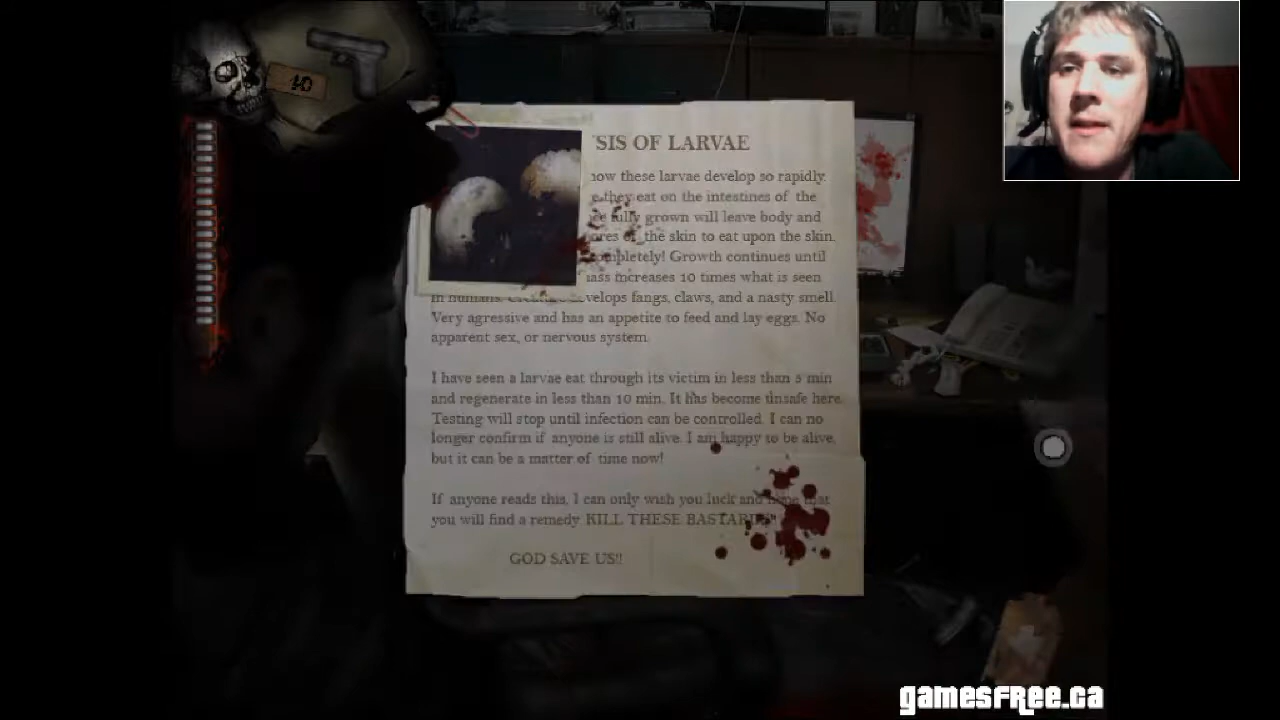 10
SIS OF LARVAE
how these larvae develop so rapidly.
they eat on the intestines of the
fully grown will leave body and
of the skin to eat upon the skin.
completely! Growth continues until
mass increases 10 times what is seen
in humans. Creature develops fangs, claws, and a nasty smell.
Very agressive and has an appetite to feed and lay eggs. No
apparent sex, or nervous system.
I have seen a larvae eat through its victim in less than 5 min
and regenerate in less than 10 min. It has become unsafe here.
Testing will stop until infection can be controlled. I can no
longer confirm if anyone is still alive. I am happy to be alive,
but it can be a matter of time now!
If anyone reads this, I can only wish you luck and hope that
you will find a remedy. KILL THESE BASTARDS!!
GOD SAVE US!!
gamesfree.ca